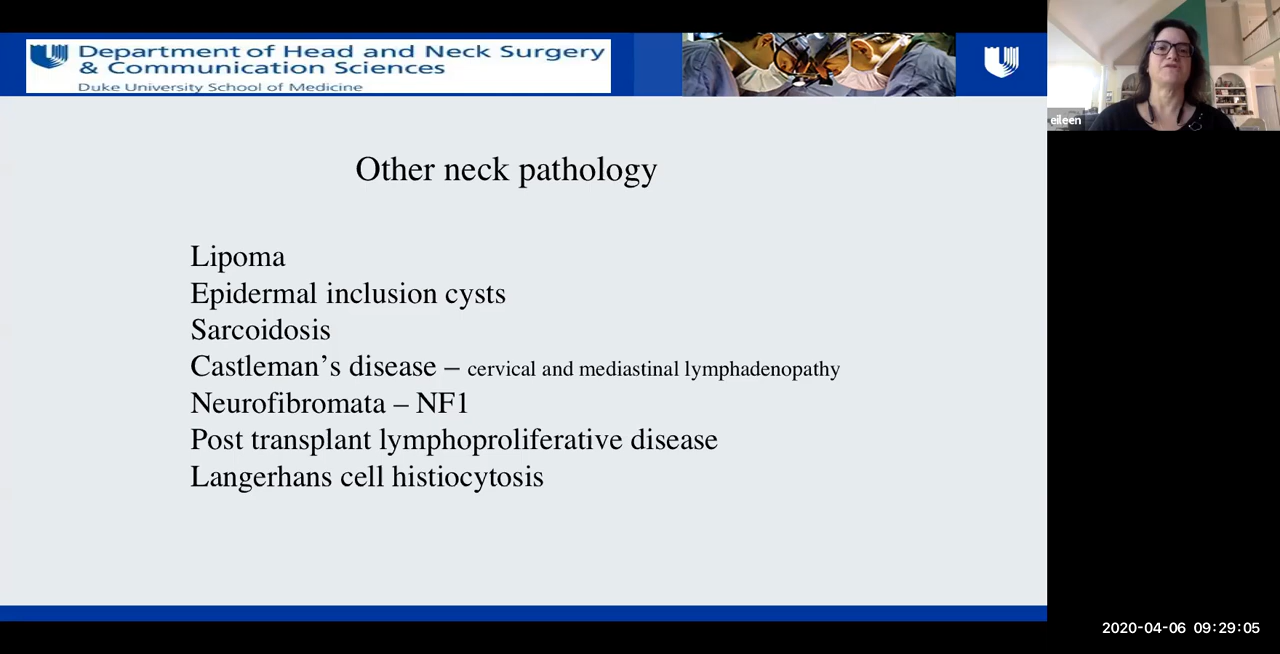 Department of Head and Neck Surgery
& Communication Sciences
Duke University School of Medicine
eileen
Other neck pathology
Lipoma
Epidermal inclusion cysts
Sarcoidosis
Castleman’s disease – cervical and mediastinal lymphadenopathy
Neurofibromata – NF1
Post transplant lymphoproliferative disease
Langerhans cell histiocytosis
2020-04-06 09:29:05